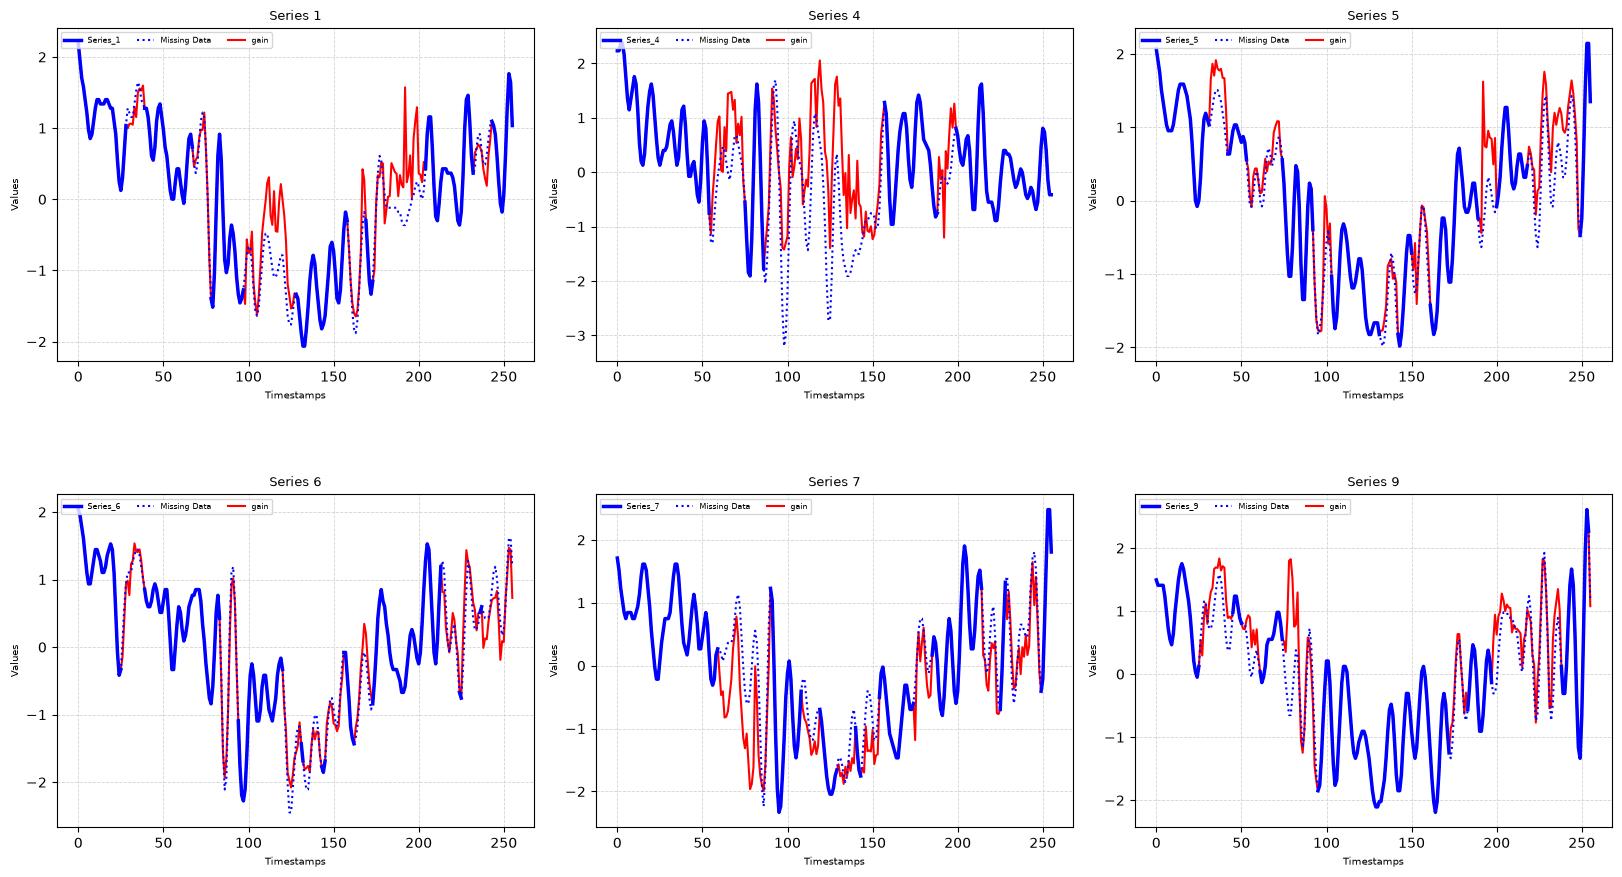 Series 1
Series_1 Missing Data gain
2
1
0
−1
−2
Values
0 50 100 150 200 250
Timestamps
Series 4
Series_4 Missing Data gain
2
1
0
−1
−2
−3
Values
0 50 100 150 200 250
Timestamps
Series 5
Series_5 Missing Data gain
2
1
0
−1
−2
Values
0 50 100 150 200 250
Timestamps
Series 6
Series_6 Missing Data gain
2
1
0
−1
−2
Values
0 50 100 150 200 250
Timestamps
Series 7
Series_7 Missing Data gain
2
1
0
−1
−2
Values
0 50 100 150 200 250
Timestamps
Series 9
Series_9 Missing Data gain
2
1
0
−1
−2
Values
0 50 100 150 200 250
Timestamps